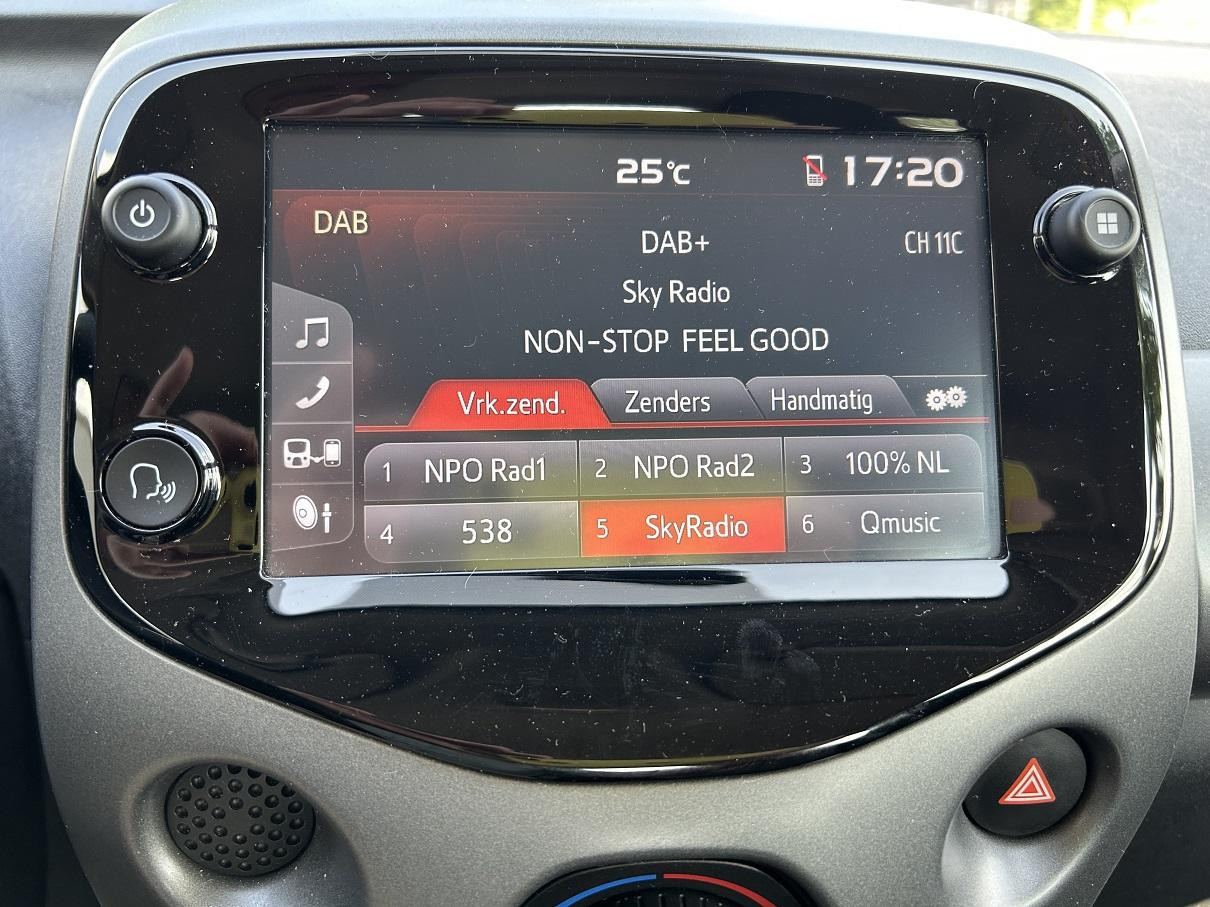 25°C 17:20
DAB
DAB+ CH 11C
Sky Radio
NON-STOP FEEL GOOD
Vrk.zend. Zenders Handmatig
1 NPO Rad1 2 NPO Rad2 3 100% NL
4 538 5 SkyRadio 6 Qmusic